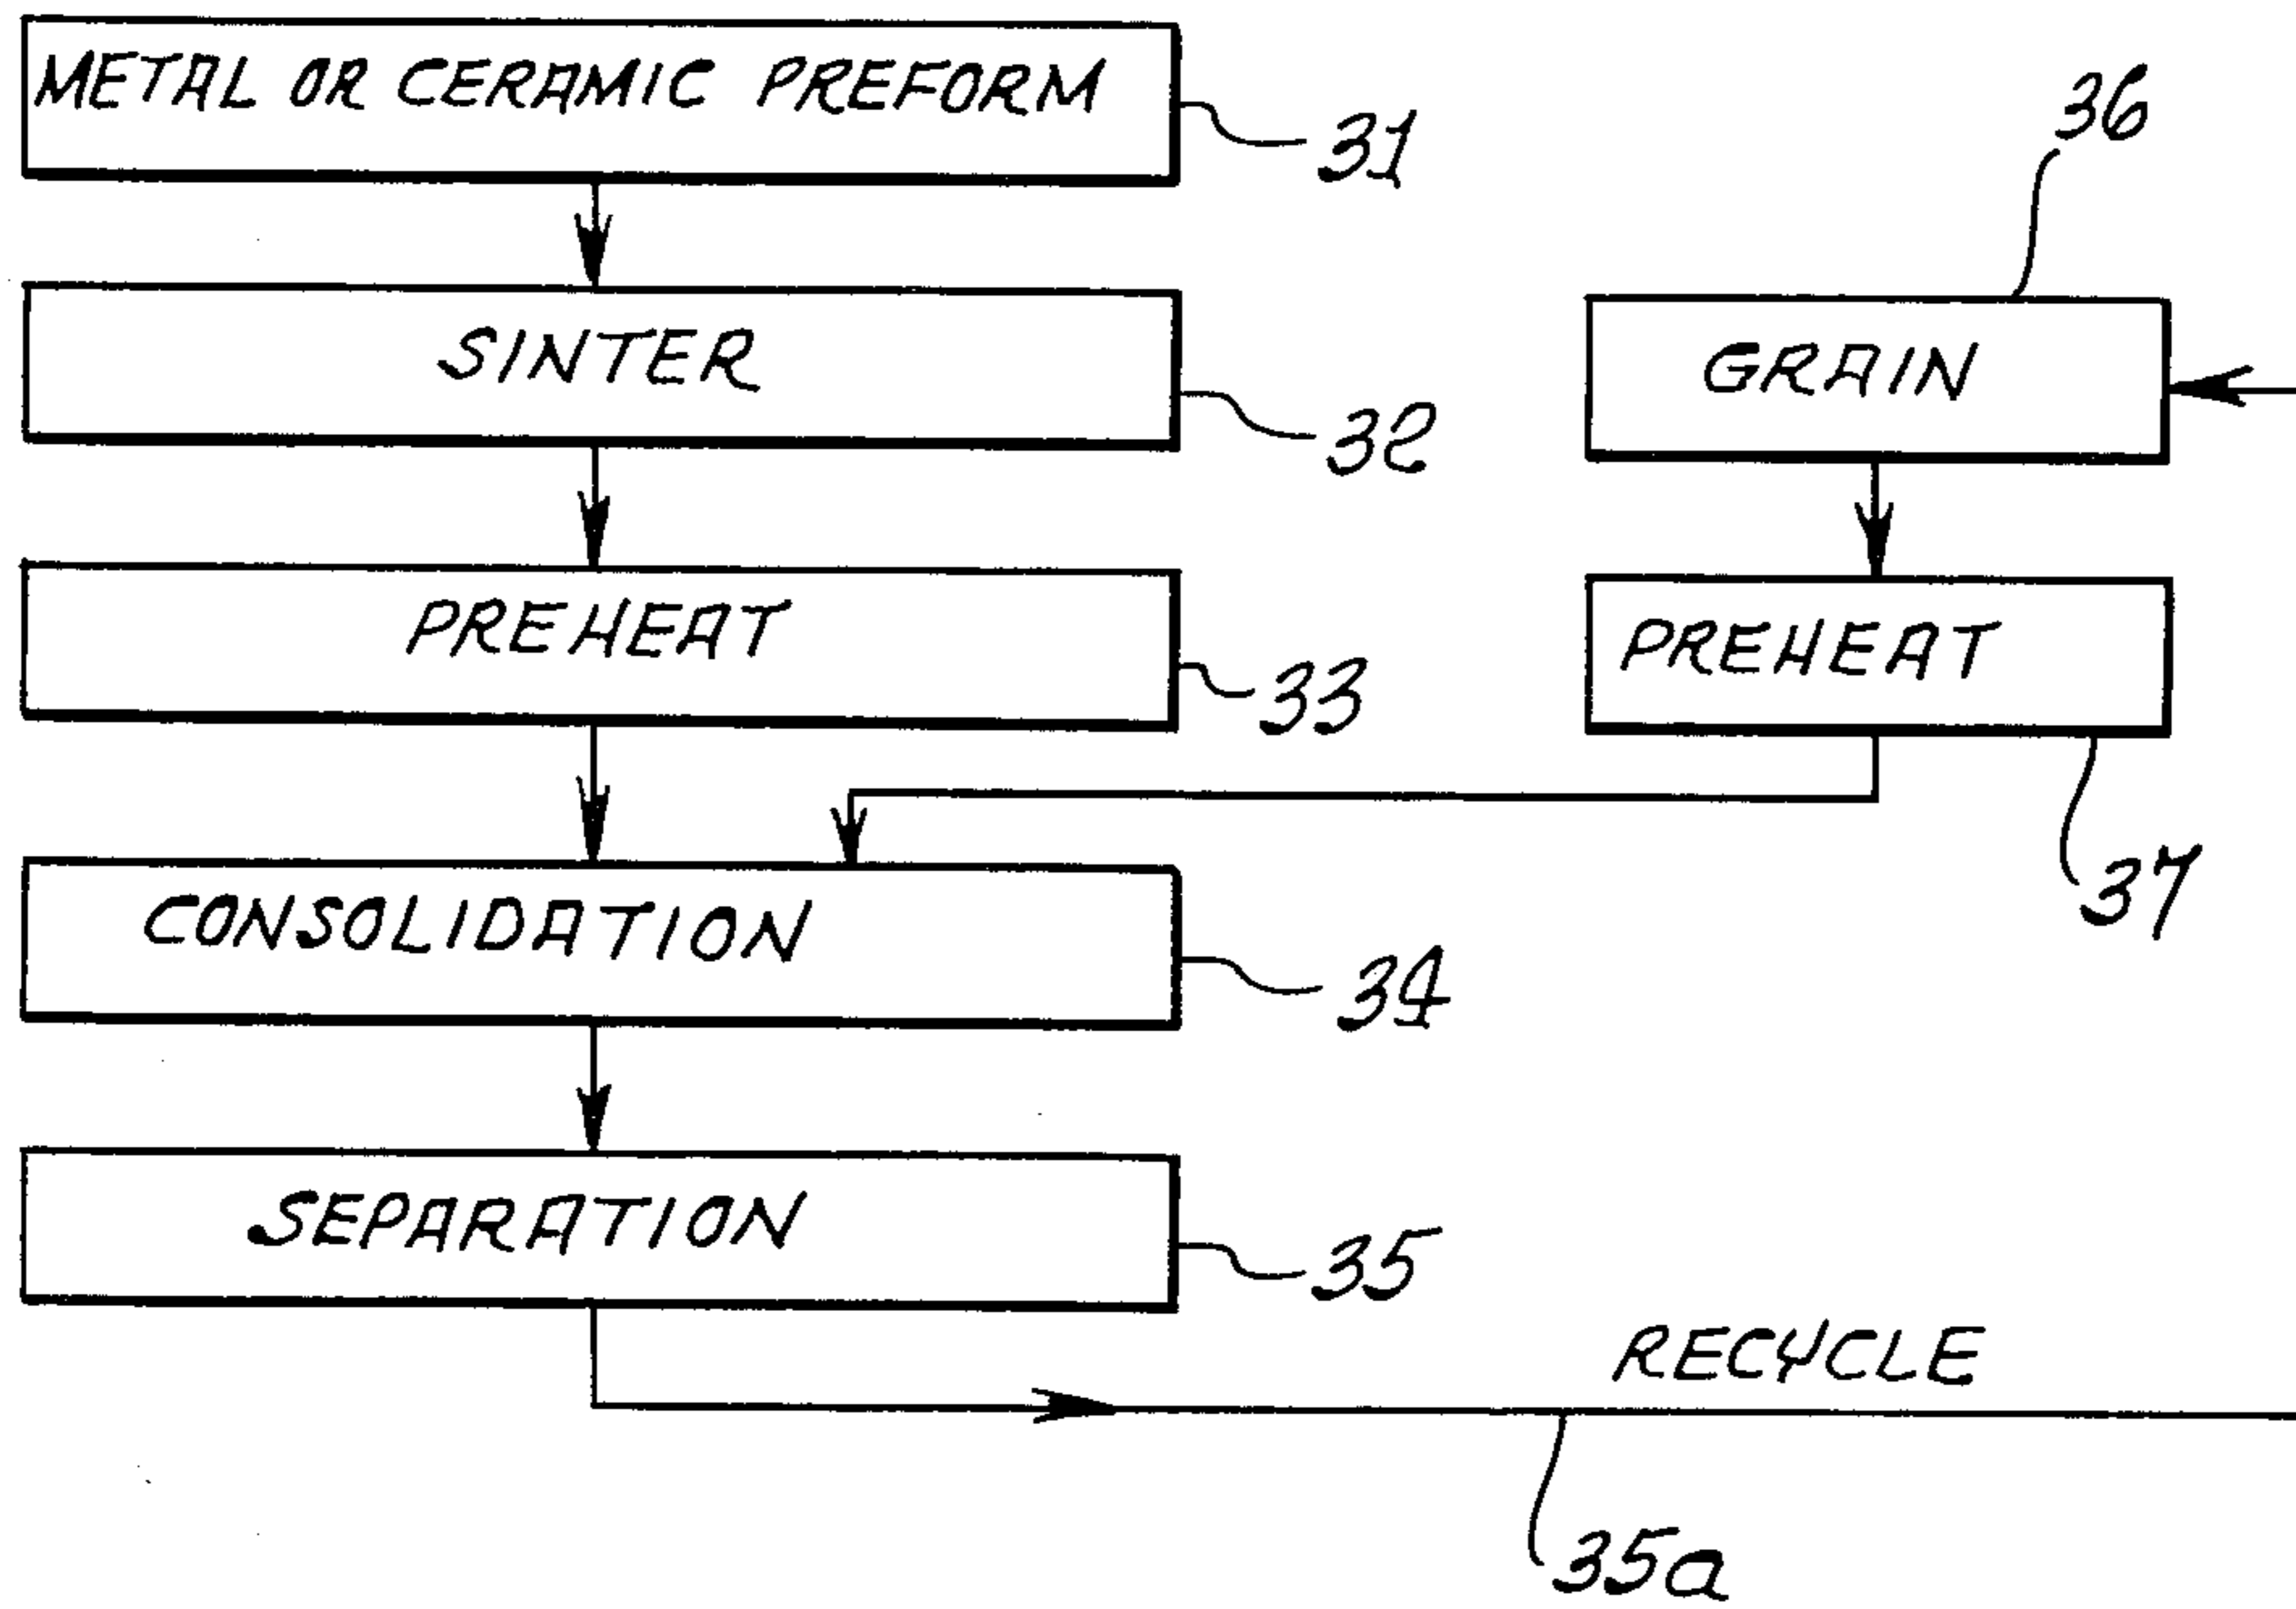 METAL OR CERAMIC PREFORM
31
36
SINTER
32
GRAIN
PREHEAT
33
PREHEAT
37
CONSOLIDATION
34
SEPARATION
35
RECYCLE
35a